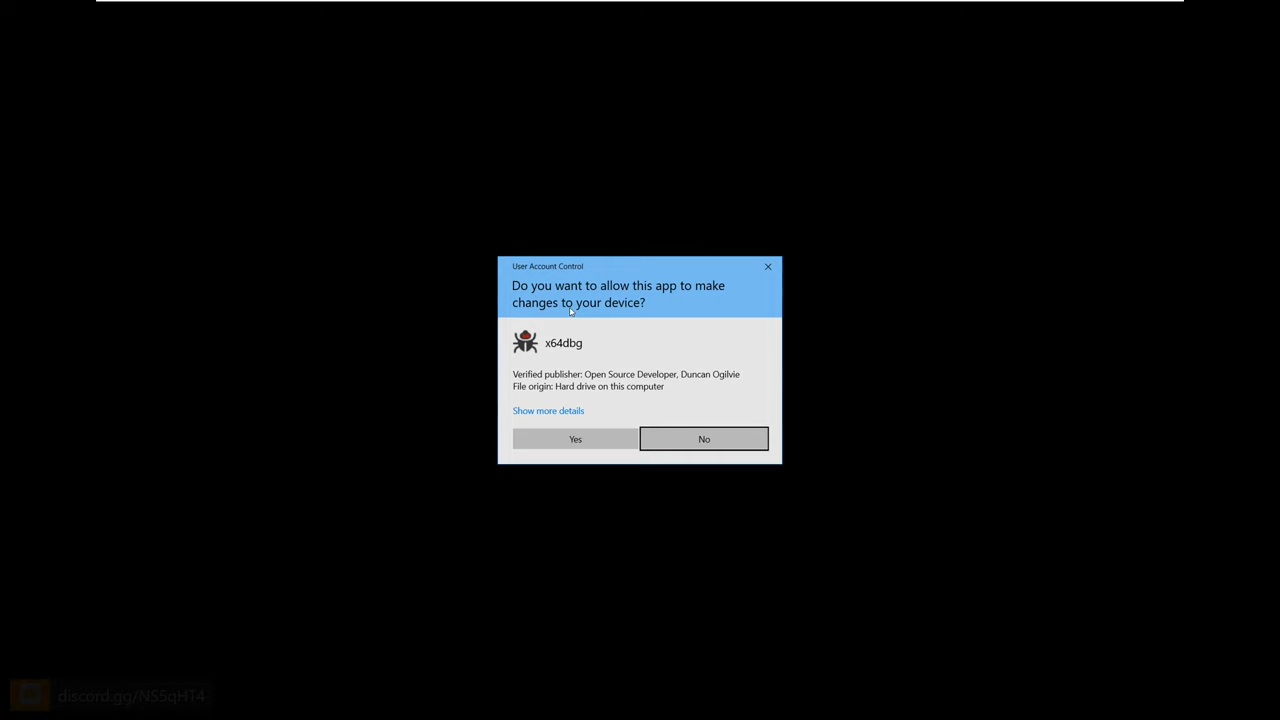 User Account Control
Do you want to allow this app to make
changes to your device?
x64dbg
Verified publisher: Open Source Developer, Duncan Ogilvie
File origin: Hard drive on this computer
Show more details
Yes
No
discord.gg/NS5qHT4